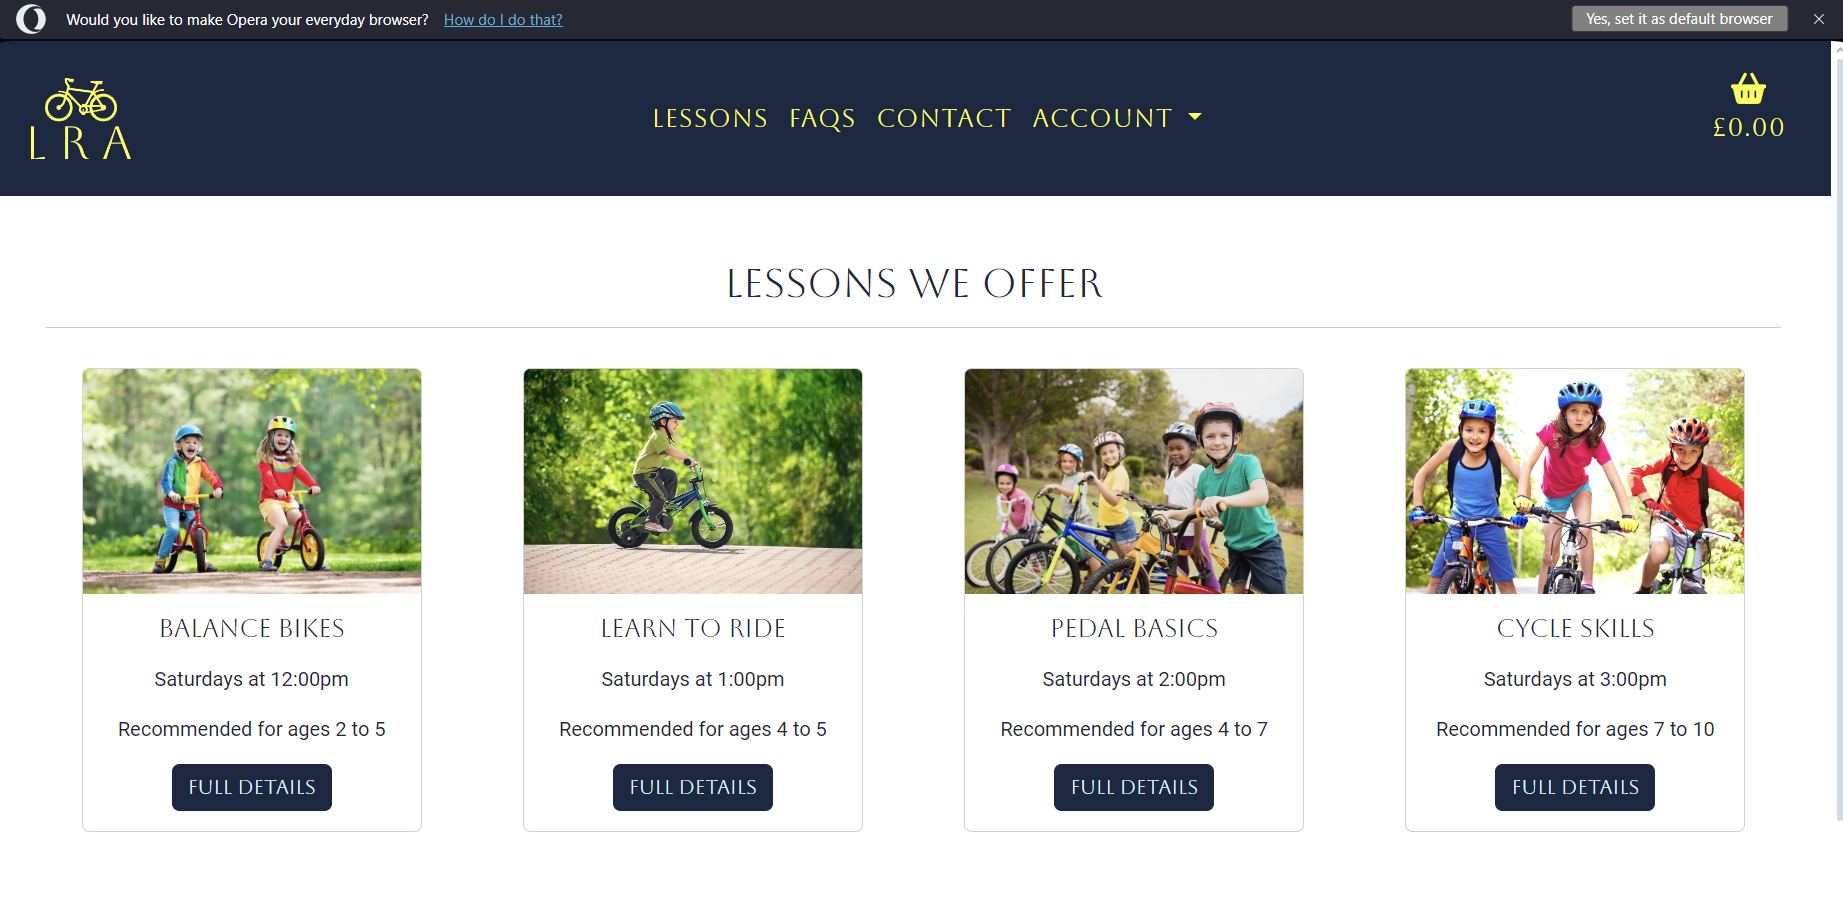 Would you like to make Opera your everyday browser? How do I do that? Yes, set it as default browser
LRA
LESSONS FAQS CONTACT ACCOUNT
£0.00
LESSONS WE OFFER
BALANCE BIKES
Saturdays at 12:00pm
Recommended for ages 2 to 5
FULL DETAILS
LEARN TO RIDE
Saturdays at 1:00pm
Recommended for ages 4 to 5
FULL DETAILS
PEDAL BASICS
Saturdays at 2:00pm
Recommended for ages 4 to 7
FULL DETAILS
CYCLE SKILLS
Saturdays at 3:00pm
Recommended for ages 7 to 10
FULL DETAILS